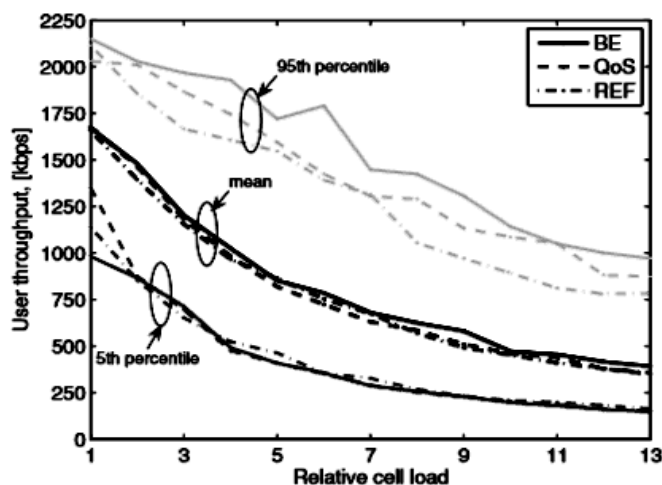 2250
2000
1750
1500
1250
1000
750
500
250
0
User throughput, [kbps]
95th percentile
mean
5th percentile
BE
QoS
REF
1 3 5 7 9 11 13
Relative cell load